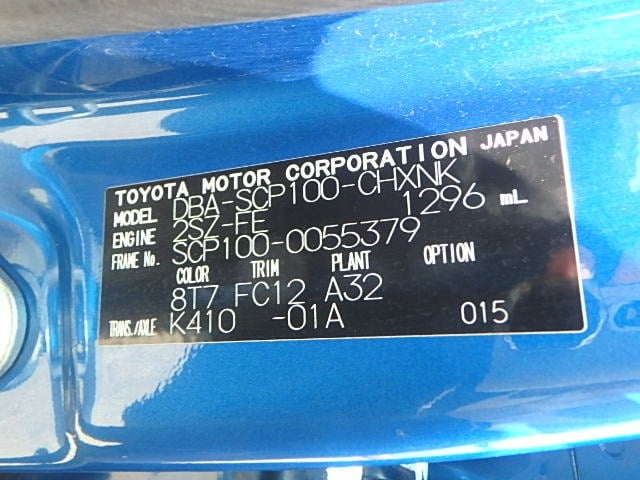 TOYOTA MOTOR CORPORATION JAPAN
MODEL DBA-SCP100-CHXNK
ENGINE 2SZ-FE 1296 mL
FRAME No. SCP100-0055379
COLOR TRIM PLANT OPTION
8T7 FC12 A32
TRANS./AXLE K410 -01A 015